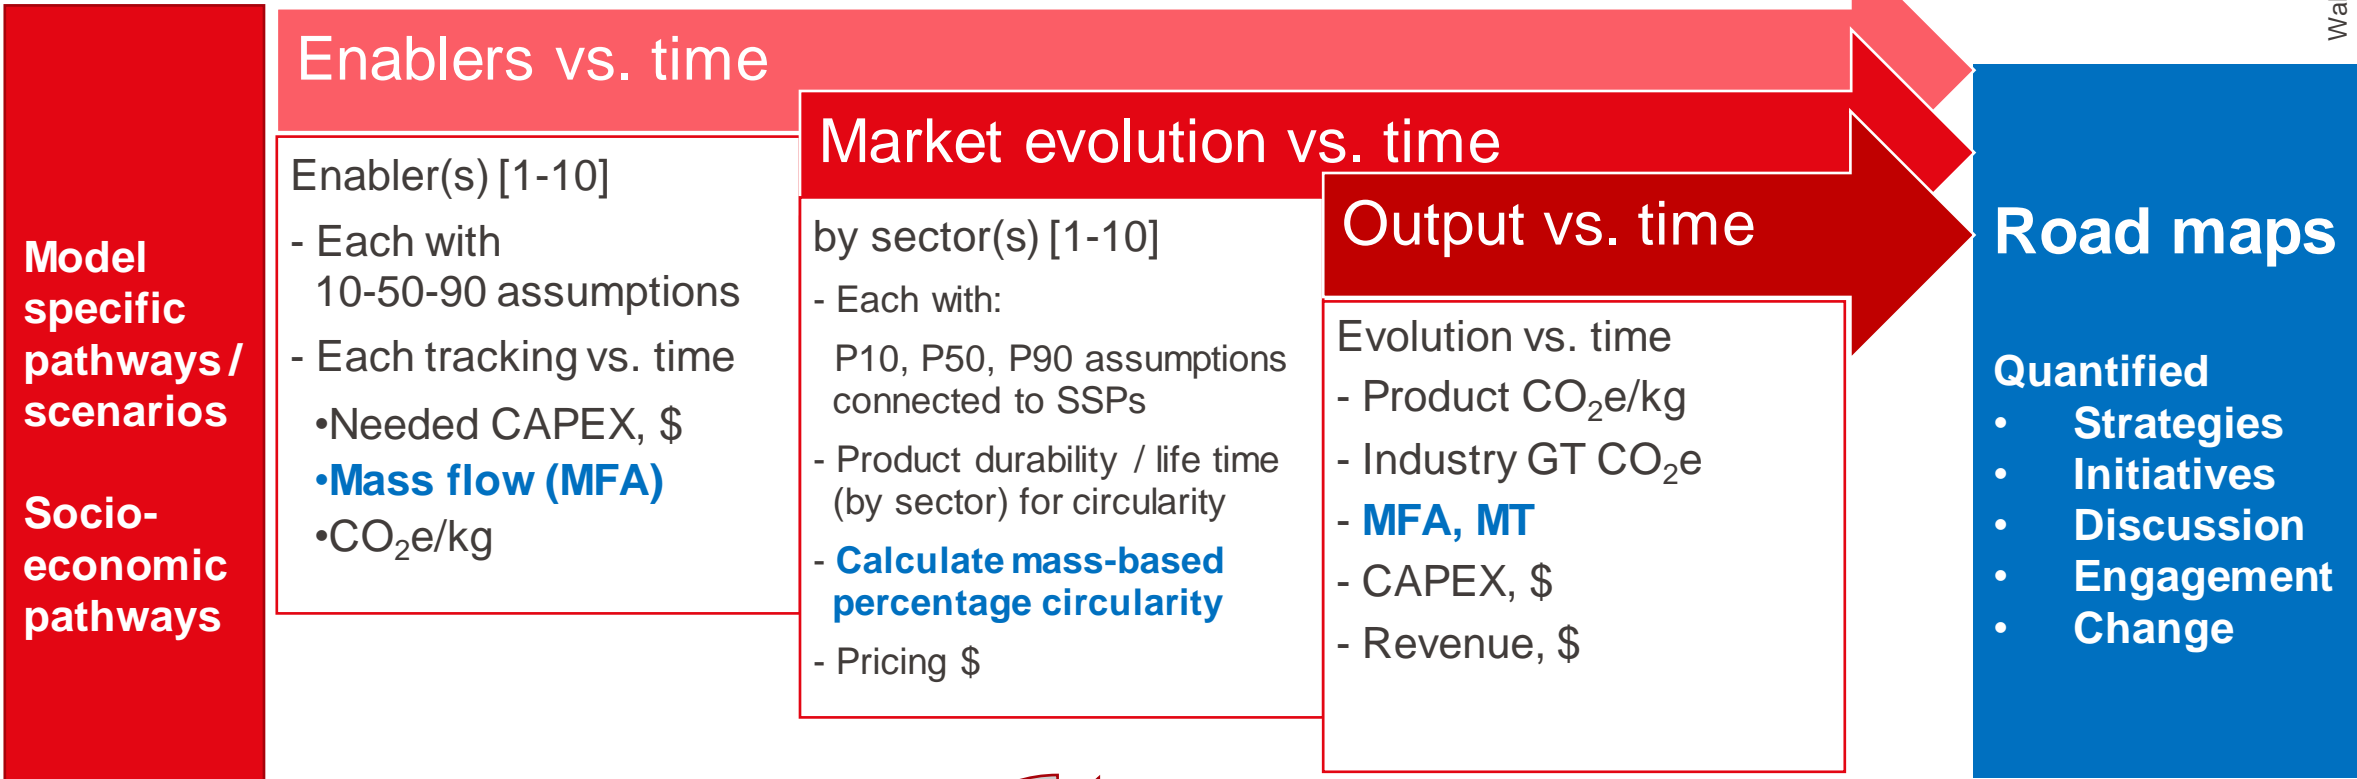 Model
specific
pathways /
scenarios
Socio-
economic
pathways
Enablers vs. time
Enabler(s) [1-10]
- Each with
10-50-90 assumptions
- Each tracking vs. time
•Needed CAPEX, $
•Mass flow (MFA)
•CO₂e/kg
Market evolution vs. time
by sector(s) [1-10]
- Each with:
P10, P50, P90 assumptions
connected to SSPs
- Product durability / life time
(by sector) for circularity
- Calculate mass-based
percentage circularity
- Pricing $
Output vs. time
Evolution vs. time
- Product CO₂e/kg
- Industry GT CO₂e
- MFA, MT
- CAPEX, $
- Revenue, $
Road maps
Quantified
• Strategies
• Initiatives
• Discussion
• Engagement
• Change